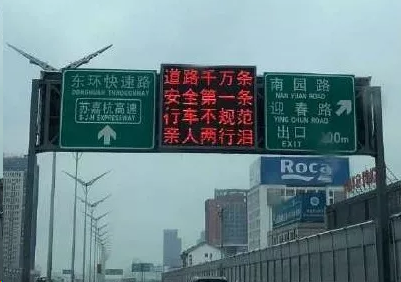 东环快速路
DONGHUAN THROUGHWAY
苏嘉杭高速
S-J-H EXPRESSWAY
道路千万条
安全第一条
行车不规范
亲人两行泪
南园路
NAN YUAN ROAD
迎春路
YING CHUN ROAD
出口
EXIT
Roca